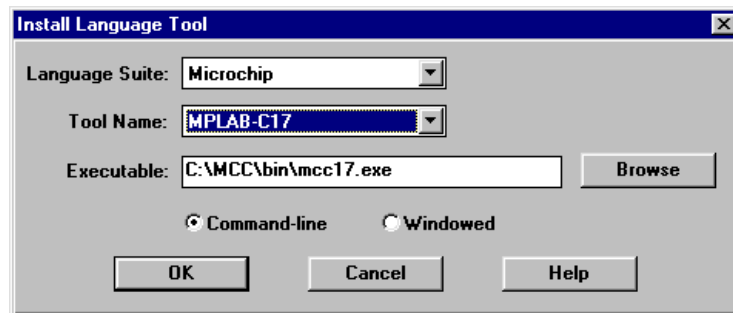 Install Language Tool
Language Suite: Microchip
Tool Name: MPLAB-C17
Executable: C:\MCC\bin\mcc17.exe Browse
Command-line Windowed
OK Cancel Help